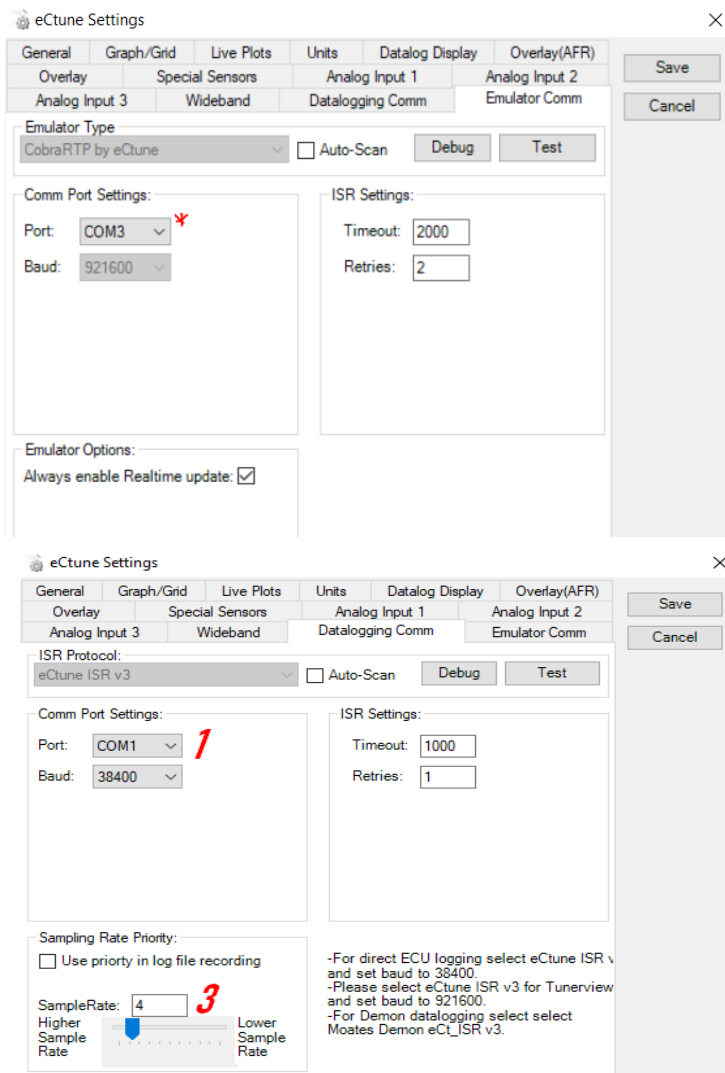 eCtune Settings
General Graph/Grid Live Plots Units Datalog Display Overlay(AFR)
Overlay Special Sensors Analog Input 1 Analog Input 2
Analog Input 3 Wideband Datalogging Comm Emulator Comm
Save
Cancel
Emulator Type
CobraRTP by eCtune Auto-Scan Debug Test
Comm Port Settings: ISR Settings:
Port: COM3 * Timeout: 2000
Baud: 921600 Retries: 2
Emulator Options:
Always enable Realtime update:
eCtune Settings
General Graph/Grid Live Plots Units Datalog Display Overlay(AFR)
Overlay Special Sensors Analog Input 1 Analog Input 2
Analog Input 3 Wideband Datalogging Comm Emulator Comm
Save
Cancel
ISR Protocol:
eCtune ISR v3 Auto-Scan Debug Test
Comm Port Settings: ISR Settings:
Port: COM1 1 Timeout: 1000
Baud: 38400 Retries: 1
Sampling Rate Priority:
Use priorty in log file recording
SampleRate: 4 3
Higher Sample Rate
Lower Sample Rate
-For direct ECU logging select eCtune ISR v
and set baud to 38400.
-Please select eCtune ISR v3 for Tunerview
and set baud to 921600.
-For Demon datalogging select select
Moates Demon eCt_ISR v3.